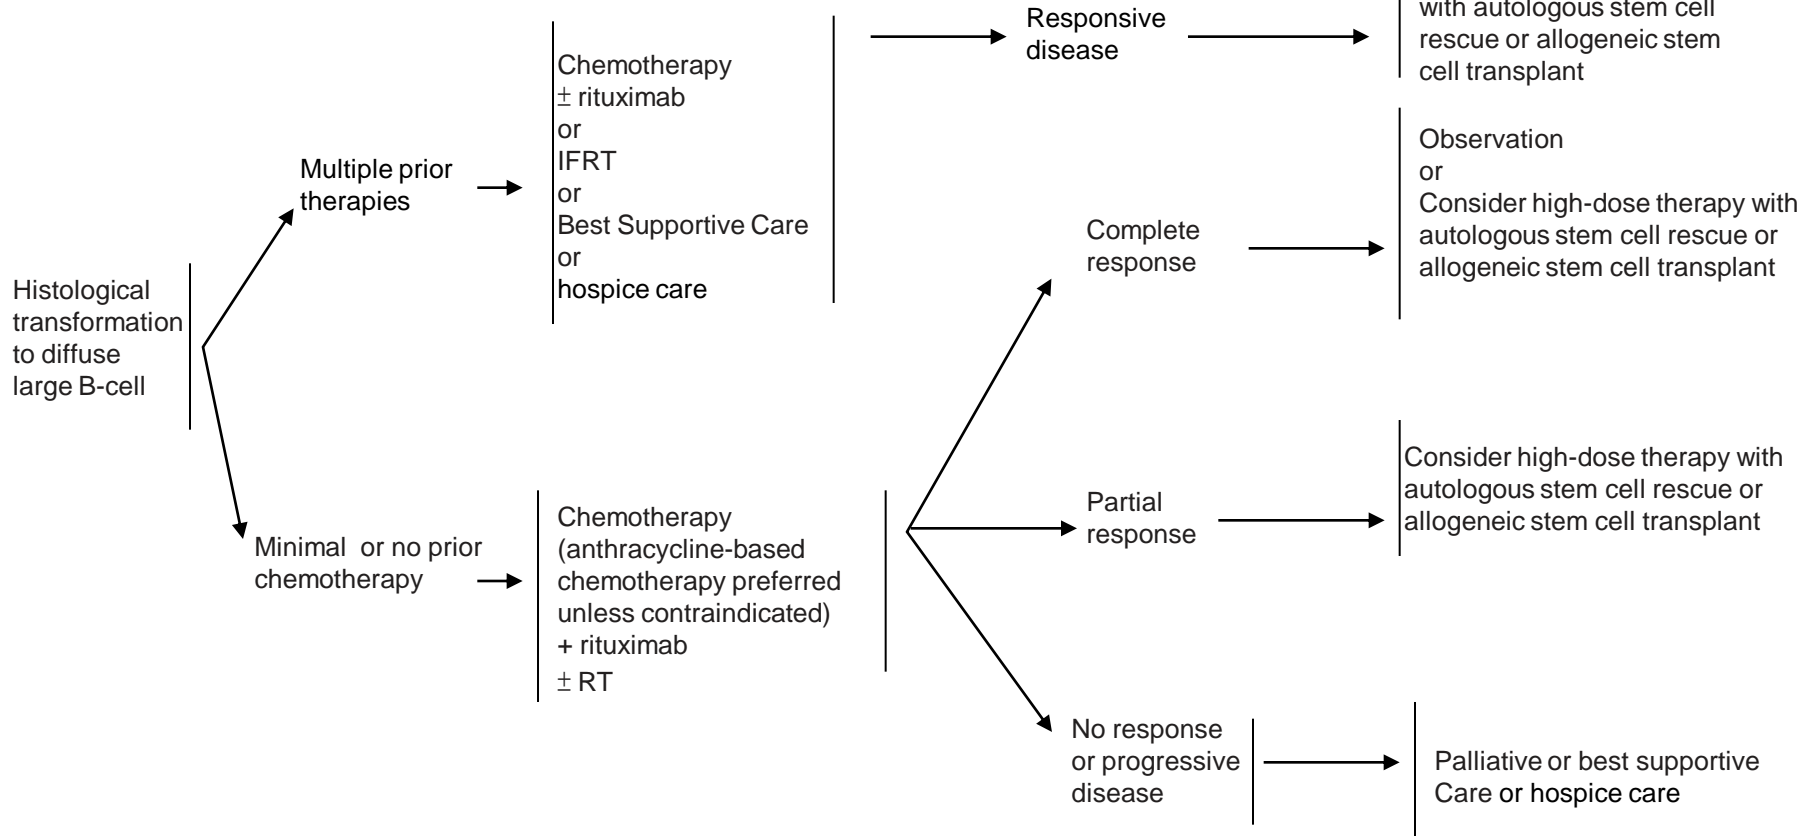 Histological
transformation
to diffuse
large B-cell
Multiple prior
therapies
Chemotherapy
± rituximab
or
IFRT
or
Best Supportive Care
or
hospice care
Responsive
disease
with autologous stem cell
rescue or allogeneic stem
cell transplant
Minimal or no prior
chemotherapy
Chemotherapy
(anthracycline-based
chemotherapy preferred
unless contraindicated)
+ rituximab
± RT
Complete
response
Observation
or
Consider high-dose therapy with
autologous stem cell rescue or
allogeneic stem cell transplant
Partial
response
Consider high-dose therapy with
autologous stem cell rescue or
allogeneic stem cell transplant
No response
or progressive
disease
Palliative or best supportive
Care or hospice care